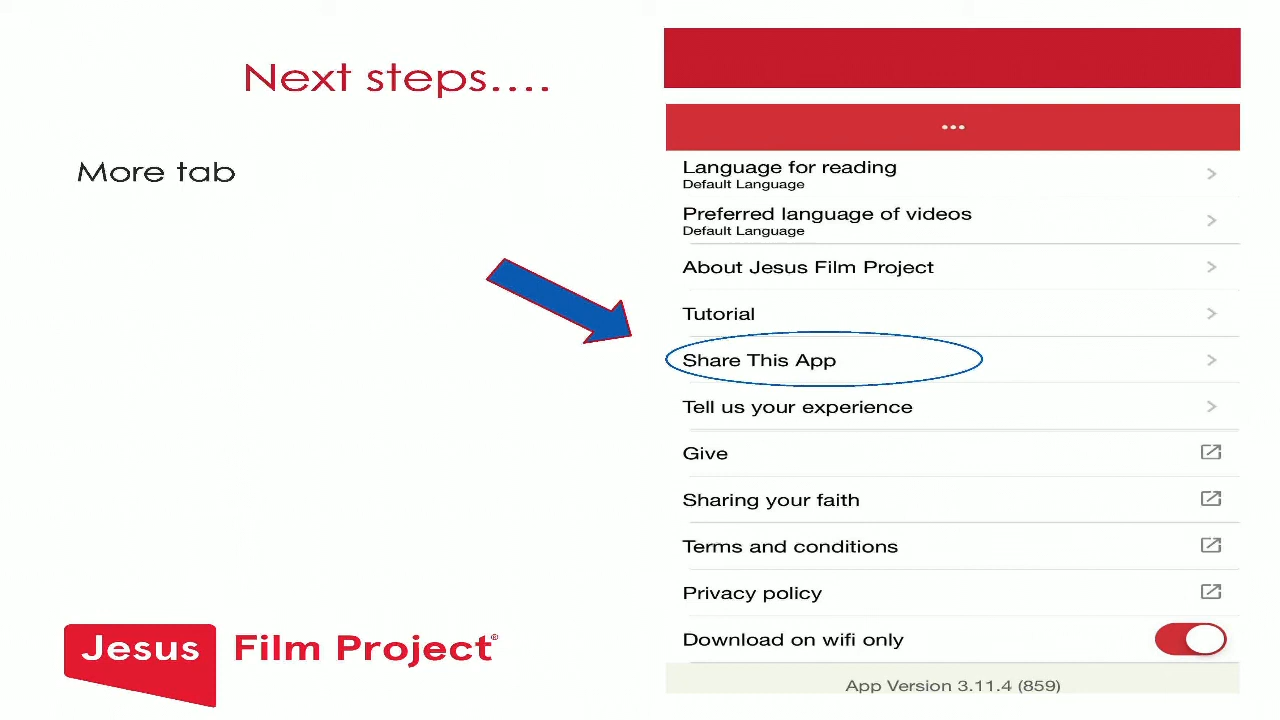 Next steps....
More tab
...
Language for reading
Default Language
Preferred language of videos
Default Language
About Jesus Film Project
Tutorial
Share This App
Tell us your experience
Give
Sharing your faith
Terms and conditions
Privacy policy
Download on wifi only
App Version 3.11.4 (859)
Jesus Film Project®